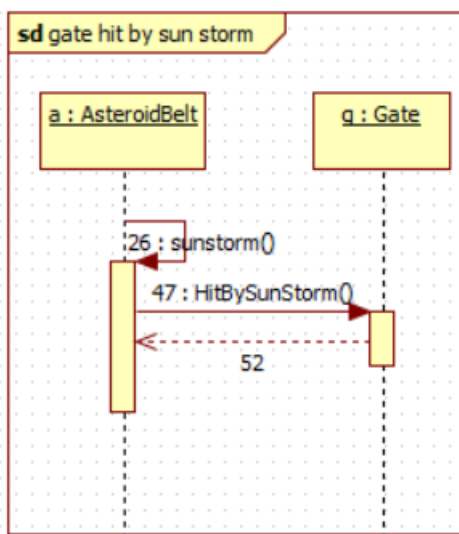 sd gate hit by sun storm
a : AsteroidBelt
g : Gate
26 : sunstorm()
47 : HitBySunStorm()
52